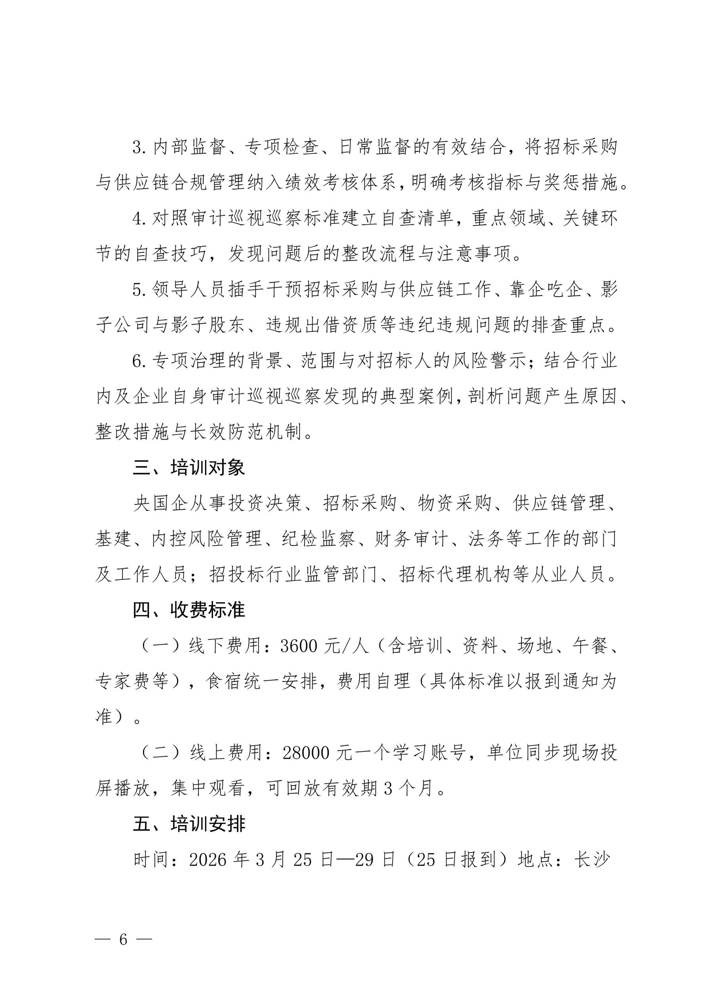 3.内部监督、专项检查、日常监督的有效结合，将招标采购
与供应链合规管理纳入绩效考核体系，明确考核指标与奖惩措施。
4.对照审计巡视巡察标准建立自查清单，重点领域、关键环
节的自查技巧，发现问题后的整改流程与注意事项。
5.领导人员插手干预招标采购与供应链工作、靠企吃企、影
子公司与影子股东、违规出借资质等违纪违规问题的排查重点。
6.专项治理的背景、范围与对招标人的风险警示；结合行业
内及企业自身审计巡视巡察发现的典型案例，剖析问题产生原因、
整改措施与长效防范机制。
三、培训对象
央国企从事投资决策、招标采购、物资采购、供应链管理、
基建、内控风险管理、纪检监察、财务审计、法务等工作的部门
及工作人员；招投标行业监管部门、招标代理机构等从业人员。
四、收费标准
（一）线下费用：3600 元/人（含培训、资料、场地、午餐、
专家费等），食宿统一安排，费用自理（具体标准以报到通知为
准）。
（二）线上费用：28000 元一个学习账号，单位同步现场投
屏播放，集中观看，可回放有效期 3 个月。
五、培训安排
时间：2026 年 3 月 25 日—29 日（25 日报到）地点：长沙
— 6 —